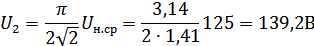 U₂ = π / 2√2 Uн.ср = 3,14 / 2 · 1,41 125 = 139,2В